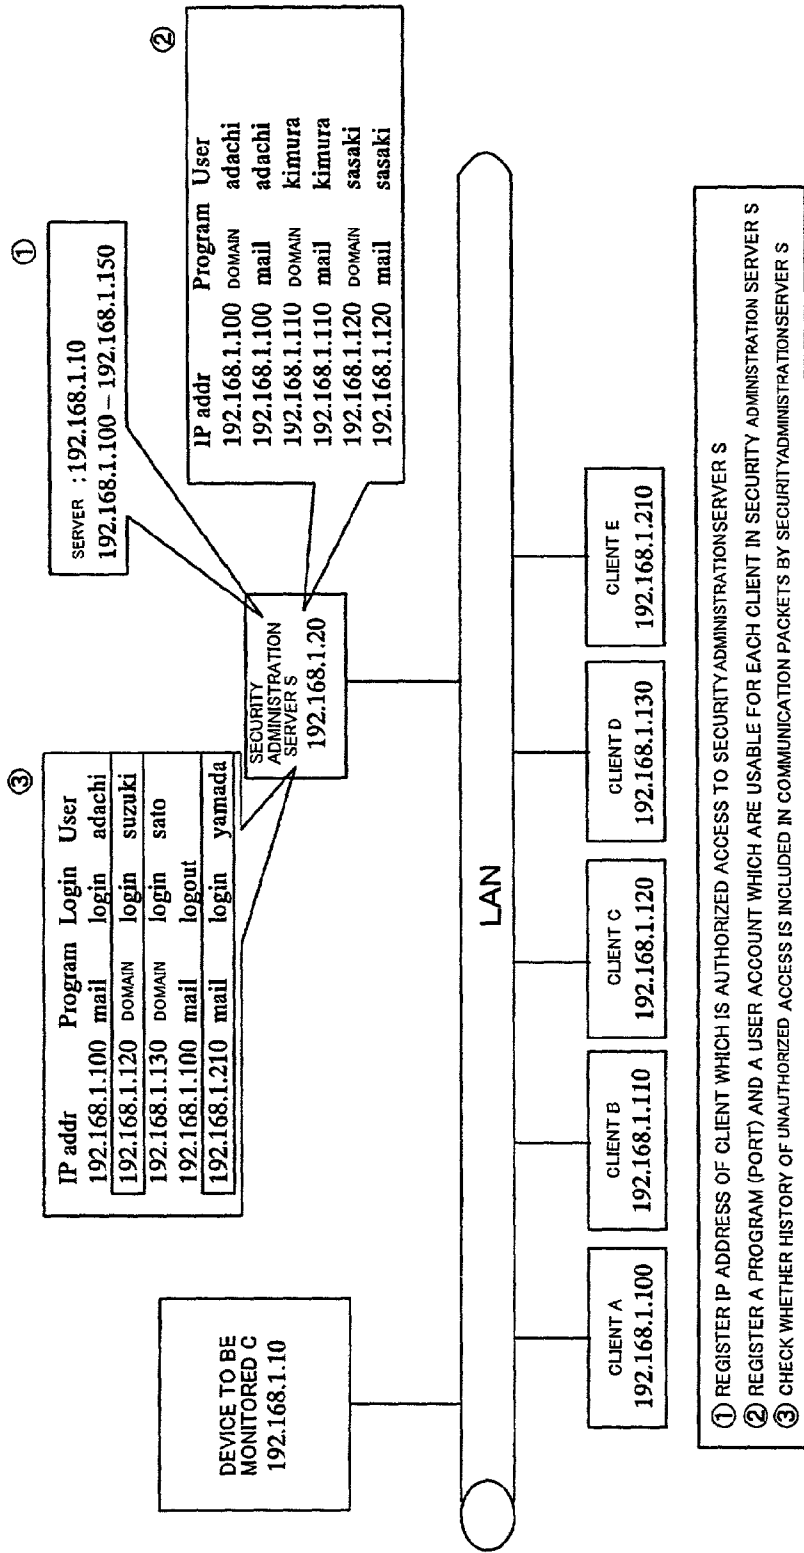 ①
SERVER : 192.168.1.10
192.168.1.100 – 192.168.1.150
②
IP addr Program User
192.168.1.100 DOMAIN adachi
192.168.1.100 mail adachi
192.168.1.110 DOMAIN kimura
192.168.1.110 mail kimura
192.168.1.120 DOMAIN sasaki
192.168.1.120 mail sasaki
③
IP addr Program Login User
192.168.1.100 mail login adachi
192.168.1.120 DOMAIN login suzuki
192.168.1.130 DOMAIN login sato
192.168.1.100 mail logout
192.168.1.210 mail login yamada
SECURITY
ADMINISTRATION
SERVER S
192.168.1.20
DEVICE TO BE
MONITORED C
192.168.1.10
LAN
CLIENT A
192.168.1.100
CLIENT B
192.168.1.110
CLIENT C
192.168.1.120
CLIENT D
192.168.1.130
CLIENT E
192.168.1.210
① REGISTER IP ADDRESS OF CLIENT WHICH IS AUTHORIZED ACCESS TO SECURITYADMINISTRATIONSERVER S
② REGISTER A PROGRAM (PORT) AND A USER ACCOUNT WHICH ARE USABLE FOR EACH CLIENT IN SECURITY ADMINISTRATION SERVER S
③ CHECK WHETHER HISTORY OF UNAUTHORIZED ACCESS IS INCLUDED IN COMMUNICATION PACKETS BY SECURITYADMINISTRATIONSERVER S